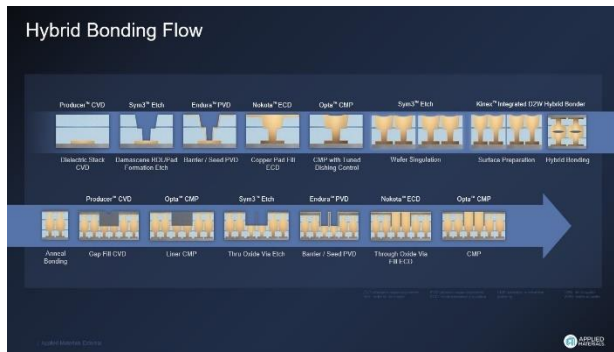 Hybrid Bonding Flow
Producer™ CVD
Sym3™ Etch
Endura™ PVD
Nokota™ ECD
Opta™ CMP
Sym3™ Etch
Kinex™ Integrated D2W Hybrid Bonder
Dielectric Stack
CVD
Damascene RDL/Pad
Formation Etch
Barrier / Seed PVD
Copper Pad Fill
ECD
CMP with Tuned
Dishing Control
Wafer Singulation
Surface Preparation
Hybrid Bonding
Producer™ CVD
Opta™ CMP
Sym3™ Etch
Endura™ PVD
Nokota™ ECD
Opta™ CMP
Anneal
Bonding
Gap Fill CVD
Liner CMP
Thru Oxide Via Etch
Barrier / Seed PVD
Through Oxide Via
Fill ECD
CMP
Applied Materials External
APPLIED
MATERIALS